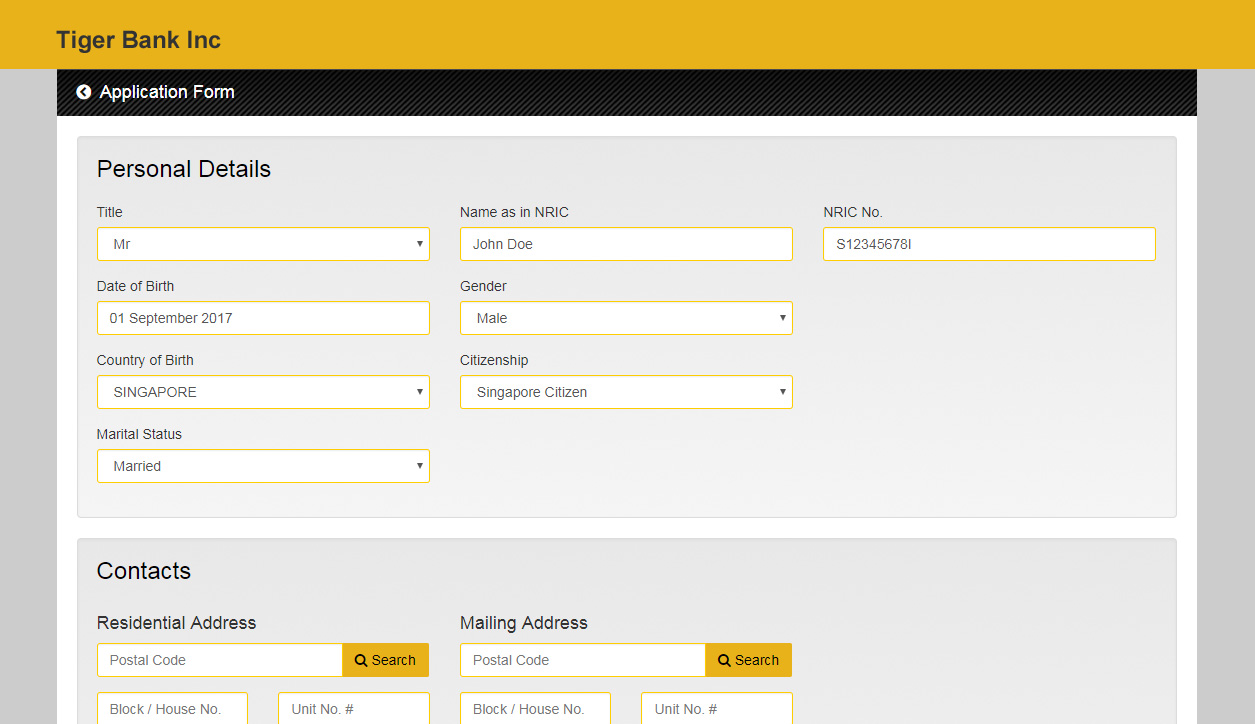 Tiger Bank Inc
Application Form
Personal Details
Title Name as in NRIC NRIC No.
Mr John Doe S12345678I
Date of Birth Gender
01 September 2017 Male
Country of Birth Citizenship
SINGAPORE Singapore Citizen
Marital Status
Married
Contacts
Residential Address Mailing Address
Postal Code Search Postal Code Search
Block / House No. Unit No. # Block / House No. Unit No. #